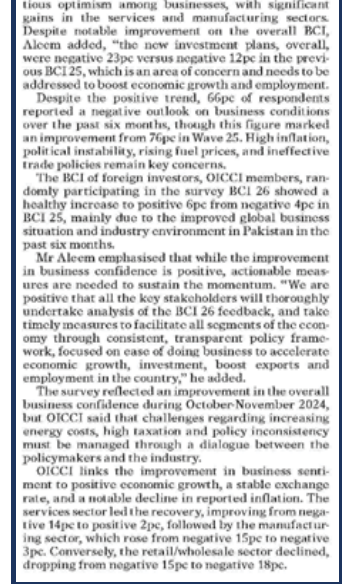 tious optimism among businesses, with significant
gains in the services and manufacturing sectors.
Despite notable improvement on the overall BCI,
Aleem added, “the new investment plans, overall,
were negative 23pc versus negative 12pc in the previ-
ous BCI 25, which is an area of concern and needs to be
addressed to boost economic growth and employment.
Despite the positive trend, 66pc of respondents
reported a negative outlook on business conditions
over the past six months, though this figure marked
an improvement from 76pc in Wave 25. High inflation,
political instability, rising fuel prices, and ineffective
trade policies remain key concerns.
The BCI of foreign investors, OICCI members, ran-
domly participating in the survey BCI 26 showed a
healthy increase to positive 6pc from negative 4pc in
BCI 25, mainly due to the improved global business
situation and industry environment in Pakistan in the
past six months.
Mr Aleem emphasised that while the improvement
in business confidence is positive, actionable meas-
ures are needed to sustain the momentum. “We are
positive that all the key stakeholders will thoroughly
undertake analysis of the BCI 26 feedback, and take
timely measures to facilitate all segments of the econ-
omy through consistent, transparent policy frame-
work, focused on ease of doing business to accelerate
economic growth, investment, boost exports and
employment in the country,” he added.
The survey reflected an improvement in the overall
business confidence during October-November 2024,
but OICCI said that challenges regarding increasing
energy costs, high taxation and policy inconsistency
must be managed through a dialogue between the
policymakers and the industry.
OICCI links the improvement in business senti-
ment to positive economic growth, a stable exchange
rate, and a notable decline in reported inflation. The
services sector led the recovery, improving from nega-
tive 14pc to positive 2pc, followed by the manufactur-
ing sector, which rose from negative 15pc to negative
3pc. Conversely, the retail/wholesale sector declined,
dropping from negative 15pc to negative 18pc.